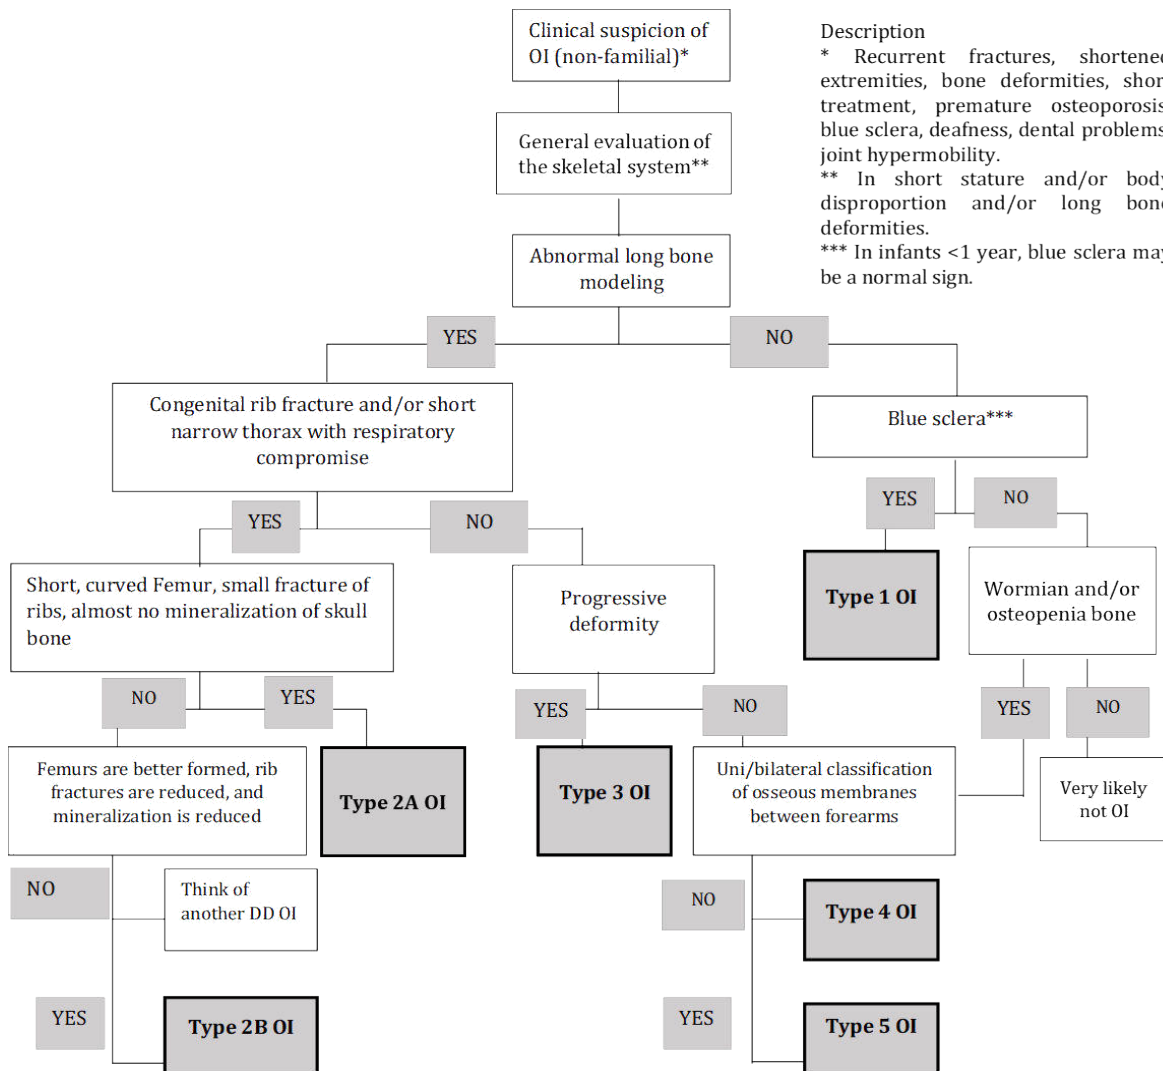 Clinical suspicion of
OI (non-familial)*
Description
* Recurrent fractures, shortened
extremities, bone deformities, short
treatment, premature osteoporosis
blue sclera, deafness, dental problems
joint hypermobility.
** In short stature and/or body
disproportion and/or long bone
deformities.
*** In infants <1 year, blue sclera may
be a normal sign.
General evaluation of
the skeletal system**
Abnormal long bone
modeling
YES
NO
Congenital rib fracture and/or short
narrow thorax with respiratory
compromise
Blue sclera***
YES
NO
YES
NO
Short, curved Femur, small fracture of
ribs, almost no mineralization of skull
bone
Progressive
deformity
Type 1 OI
Wormian and/or
osteopenia bone
NO
YES
YES
NO
YES
NO
Femurs are better formed, rib
fractures are reduced, and
mineralization is reduced
Type 2A OI
Type 3 OI
Uni/bilateral classification
of osseous membranes
between forearms
Very likely
not OI
NO
Think of
another DD OI
NO
Type 4 OI
YES
Type 2B OI
YES
Type 5 OI